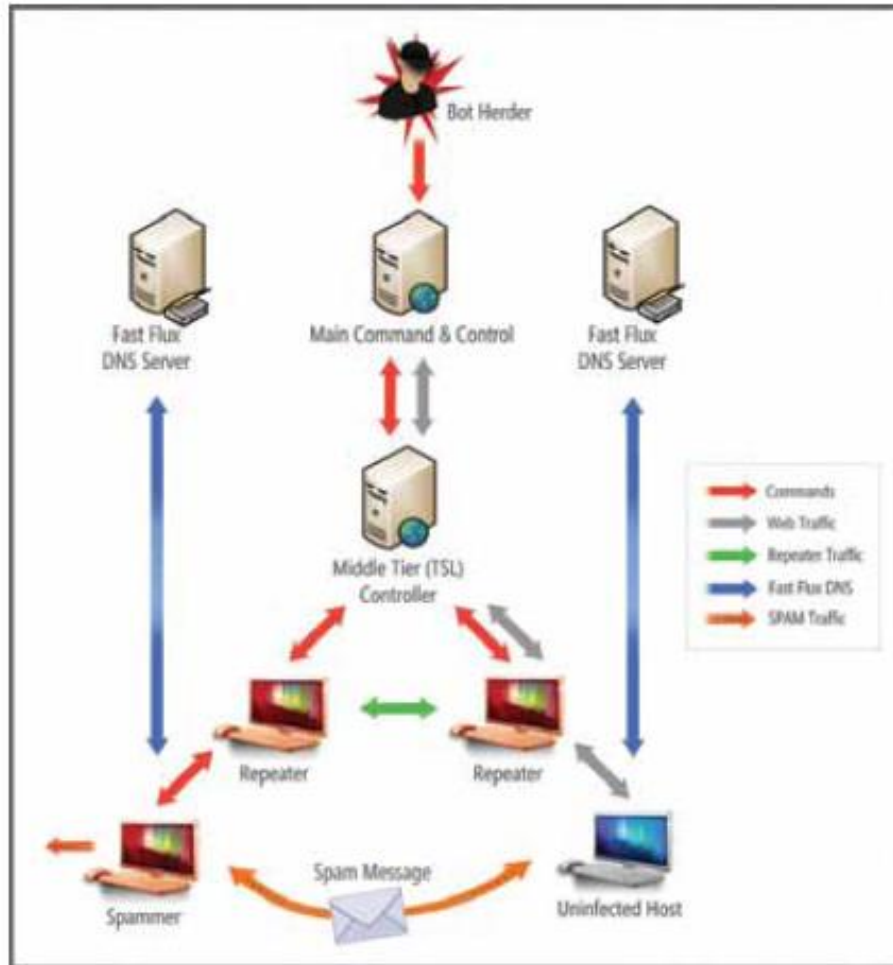 Bot Herder
Fast Flux
DNS Server
Main Command & Control
Fast Flux
DNS Server
Middle Tier (TSL)
Controller
Commands
Web Traffic
Repeater Traffic
Fast Flux DNS
SPAM Traffic
Repeater
Repeater
Spam Message
Spammer
Uninfected Host